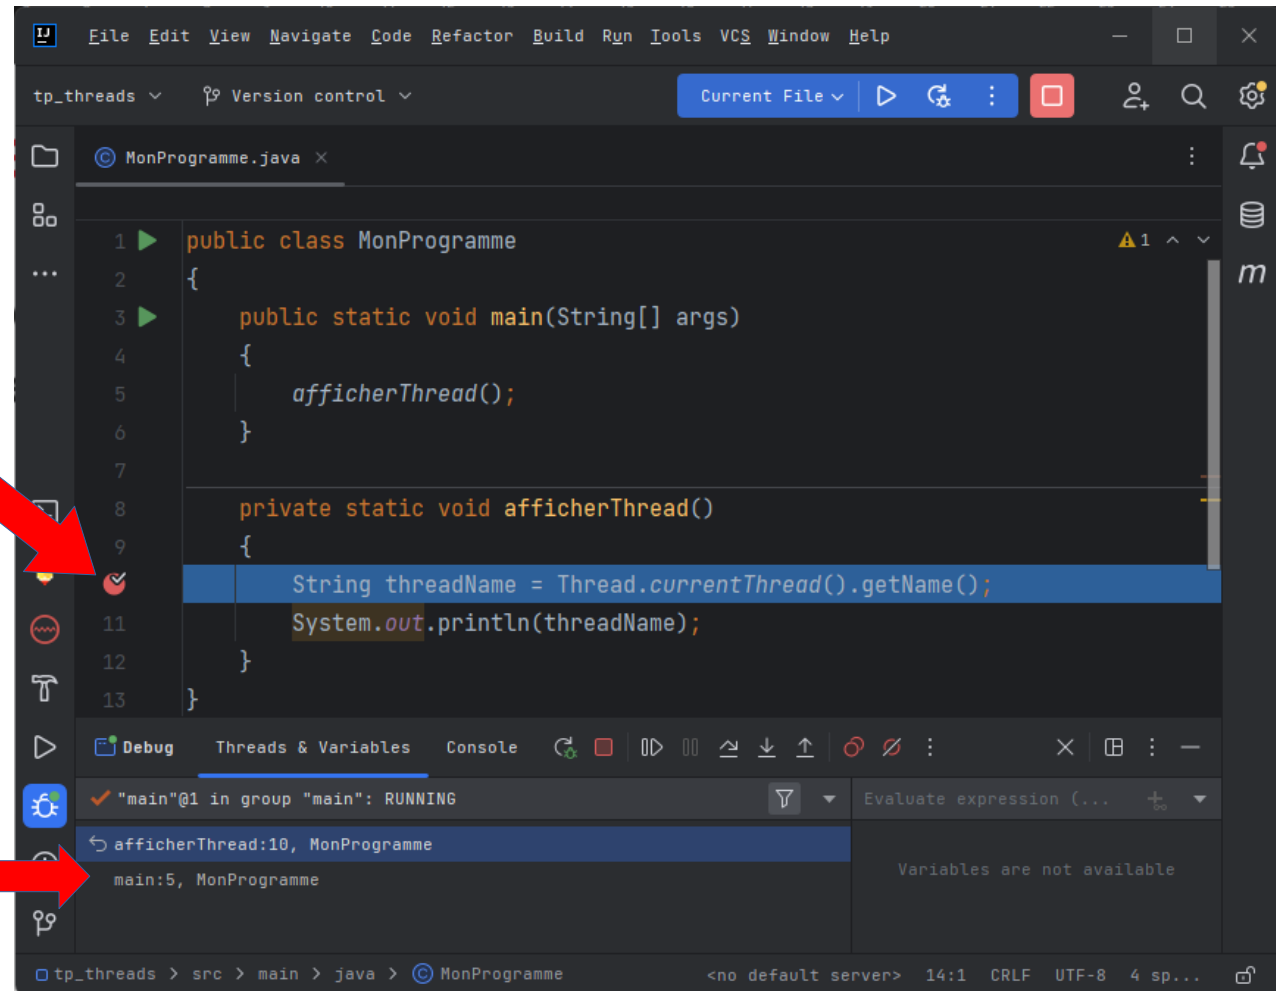 IJ File Edit View Navigate Code Refactor Build Run Tools VCS Window Help
tp_threads Version control Current File
MonProgramme.java
1 public class MonProgramme
2 {
3 public static void main(String[] args)
4 {
5 afficherThread();
6 }
7
8 private static void afficherThread()
9 {
String threadName = Thread.currentThread().getName();
11 System.out.println(threadName);
12 }
13 }
1
m
Debug Threads & Variables Console
"main"@1 in group "main": RUNNING
Evaluate expression (...
afficherThread:10, MonProgramme
main:5, MonProgramme
Variables are not available
tp_threads > src > main > java > MonProgramme <no default server> 14:1 CRLF UTF-8 4 sp...